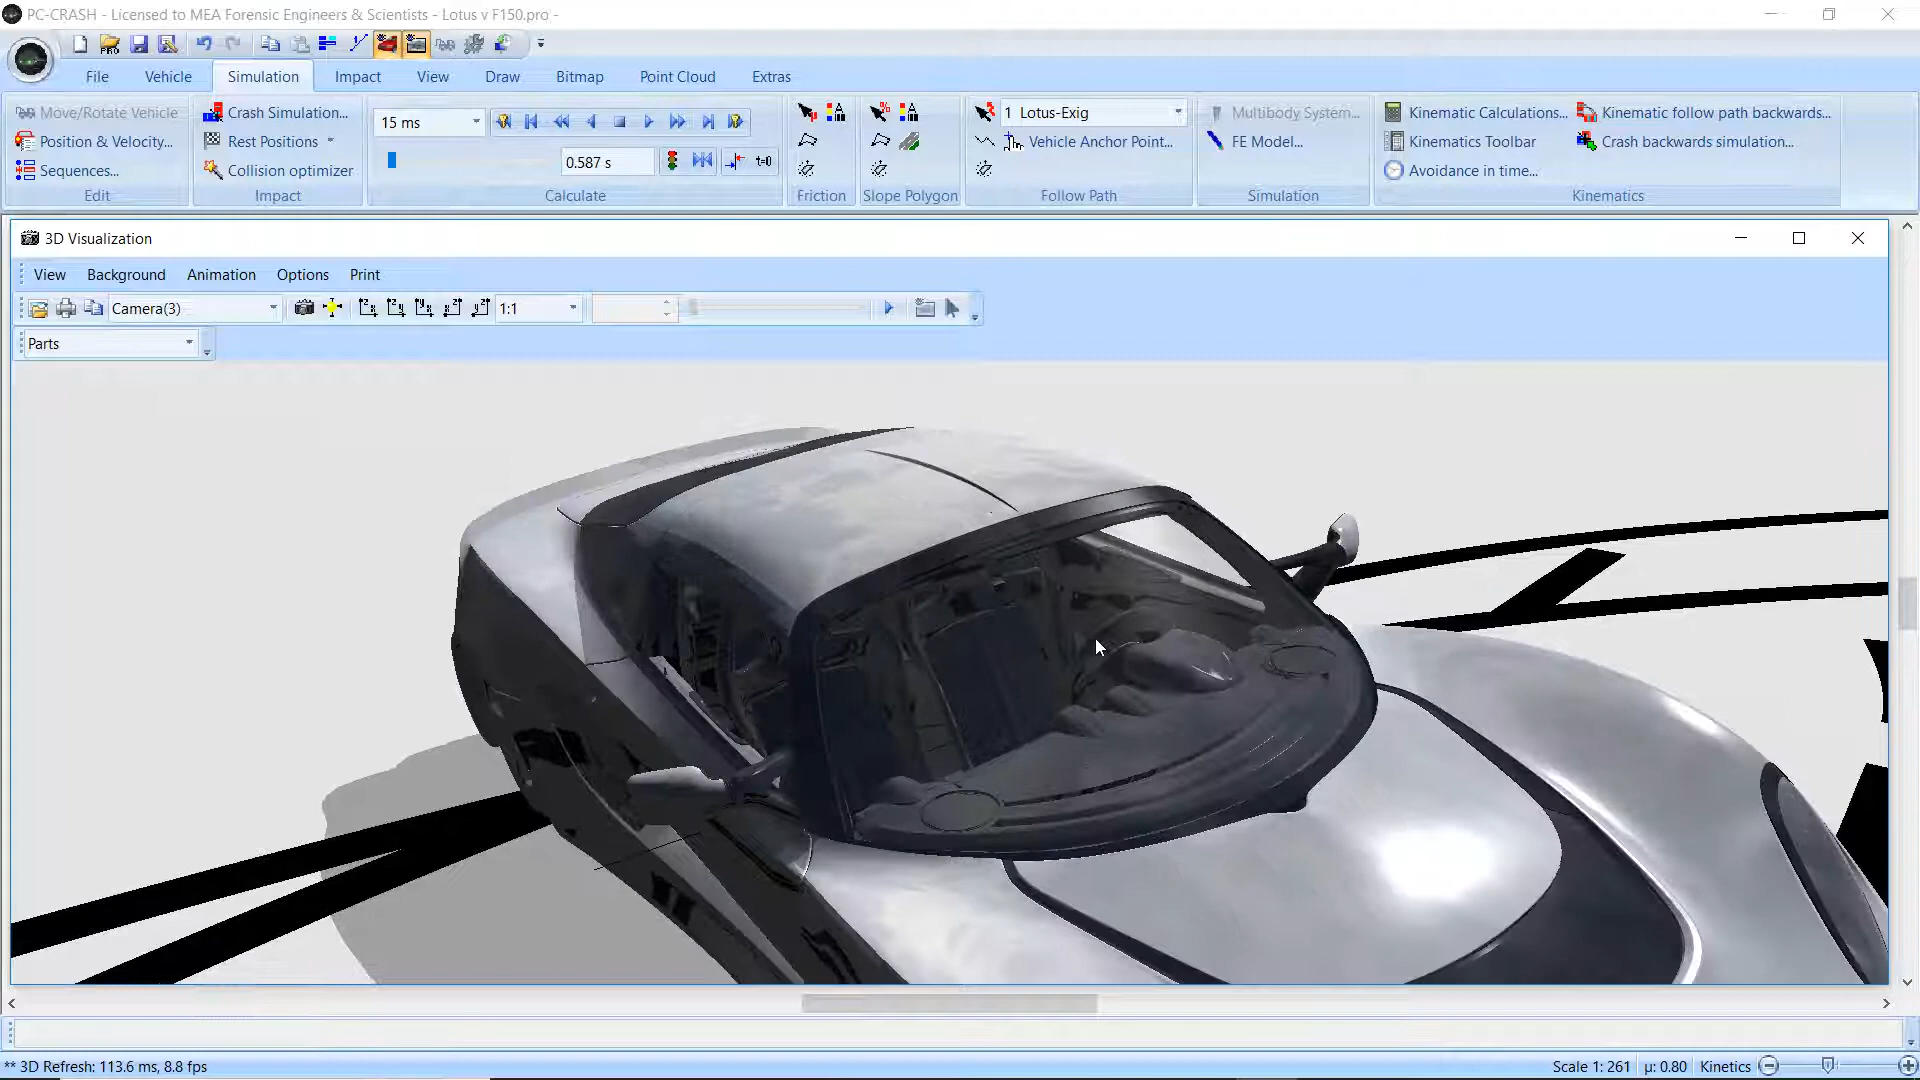 PC-CRASH - Licensed to MEA Forensic Engineers & Scientists - Lotus v F150.pro -
File Vehicle Simulation Impact View Draw Bitmap Point Cloud Extras
Move/Rotate Vehicle
Position & Velocity...
Sequences...
Edit
Crash Simulation...
Rest Positions
Collision optimizer
Impact
15 ms
0.587 s
t=0
Calculate
Friction
Slope Polygon
1 Lotus-Exig
Vehicle Anchor Point...
Follow Path
Multibody System...
FE Model...
Simulation
Kinematic Calculations...
Kinematics Toolbar
Avoidance in time...
Kinematic follow path backwards...
Crash backwards simulation...
Kinematics
3D Visualization
View Background Animation Options Print
Camera(3)
1:1
Parts
** 3D Refresh: 113.6 ms, 8.8 fps
Scale 1: 261 µ: 0.80 Kinetics